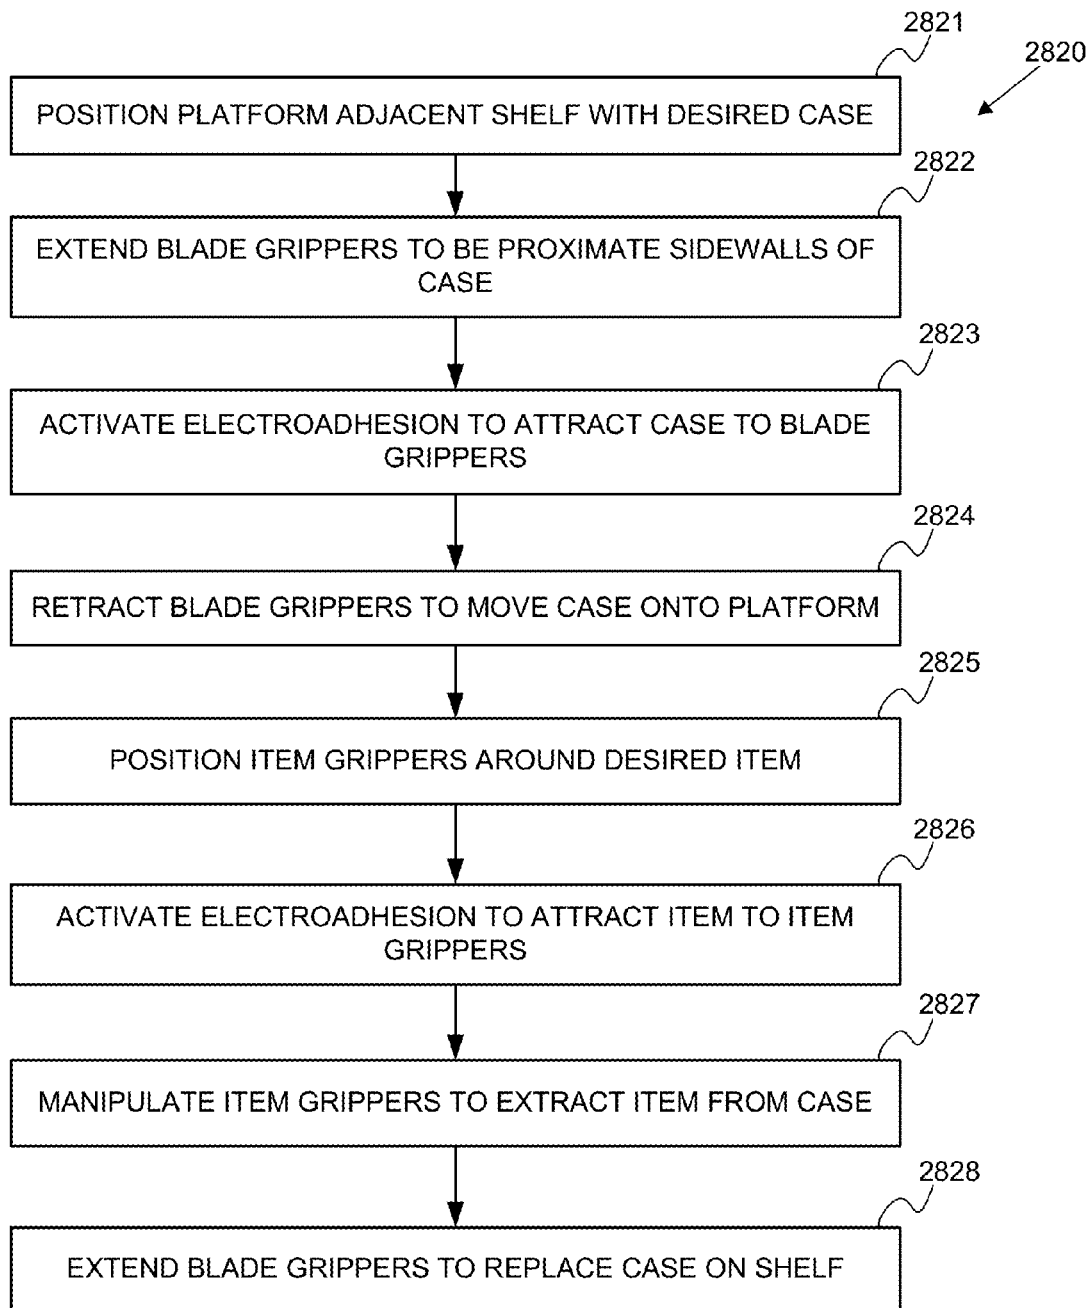 2821
2820
POSITION PLATFORM ADJACENT SHELF WITH DESIRED CASE
2822
EXTEND BLADE GRIPPERS TO BE PROXIMATE SIDEWALLS OF
CASE
2823
ACTIVATE ELECTROADHESION TO ATTRACT CASE TO BLADE
GRIPPERS
2824
RETRACT BLADE GRIPPERS TO MOVE CASE ONTO PLATFORM
2825
POSITION ITEM GRIPPERS AROUND DESIRED ITEM
2826
ACTIVATE ELECTROADHESION TO ATTRACT ITEM TO ITEM
GRIPPERS
2827
MANIPULATE ITEM GRIPPERS TO EXTRACT ITEM FROM CASE
2828
EXTEND BLADE GRIPPERS TO REPLACE CASE ON SHELF